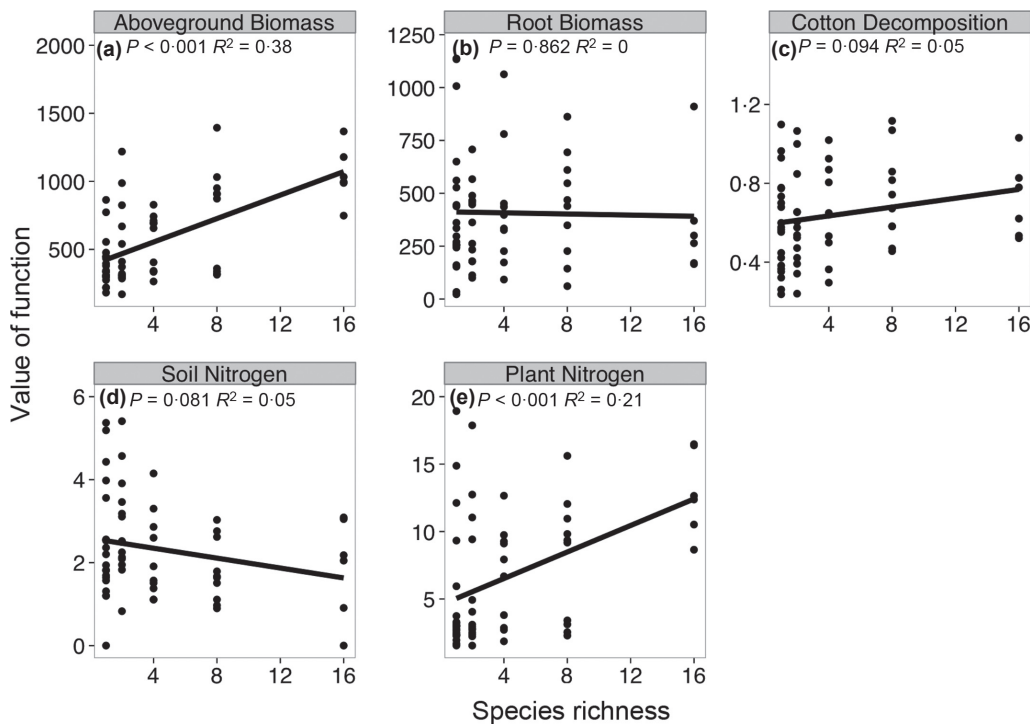 Aboveground Biomass
(a) P < 0·001 R² = 0·38
2000
1500
1000
500
4 8 12 16
Root Biomass
(b) P = 0·862 R² = 0
1250
1000
750
500
250
0
4 8 12 16
Cotton Decomposition
(c) P = 0·094 R² = 0·05
1·2
0·8
0·4
4 8 12 16
Value of function
Soil Nitrogen
(d) P = 0·081 R² = 0·05
6
4
2
0
4 8 12 16
Plant Nitrogen
(e) P < 0·001 R² = 0·21
20
15
10
5
4 8 12 16
Species richness